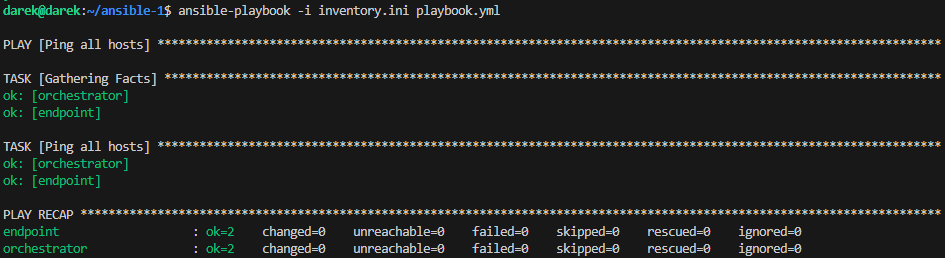 darek@darek:~/ansible-1$ ansible-playbook -i inventory.ini playbook.yml
PLAY [Ping all hosts] *********************************************************************************************************
TASK [Gathering Facts] ********************************************************************************************************
ok: [orchestrator]
ok: [endpoint]
TASK [Ping all hosts] *********************************************************************************************************
ok: [orchestrator]
ok: [endpoint]
PLAY RECAP ********************************************************************************************************************
endpoint                   : ok=2    changed=0    unreachable=0    failed=0    skipped=0    rescued=0    ignored=0
orchestrator               : ok=2    changed=0    unreachable=0    failed=0    skipped=0    rescued=0    ignored=0